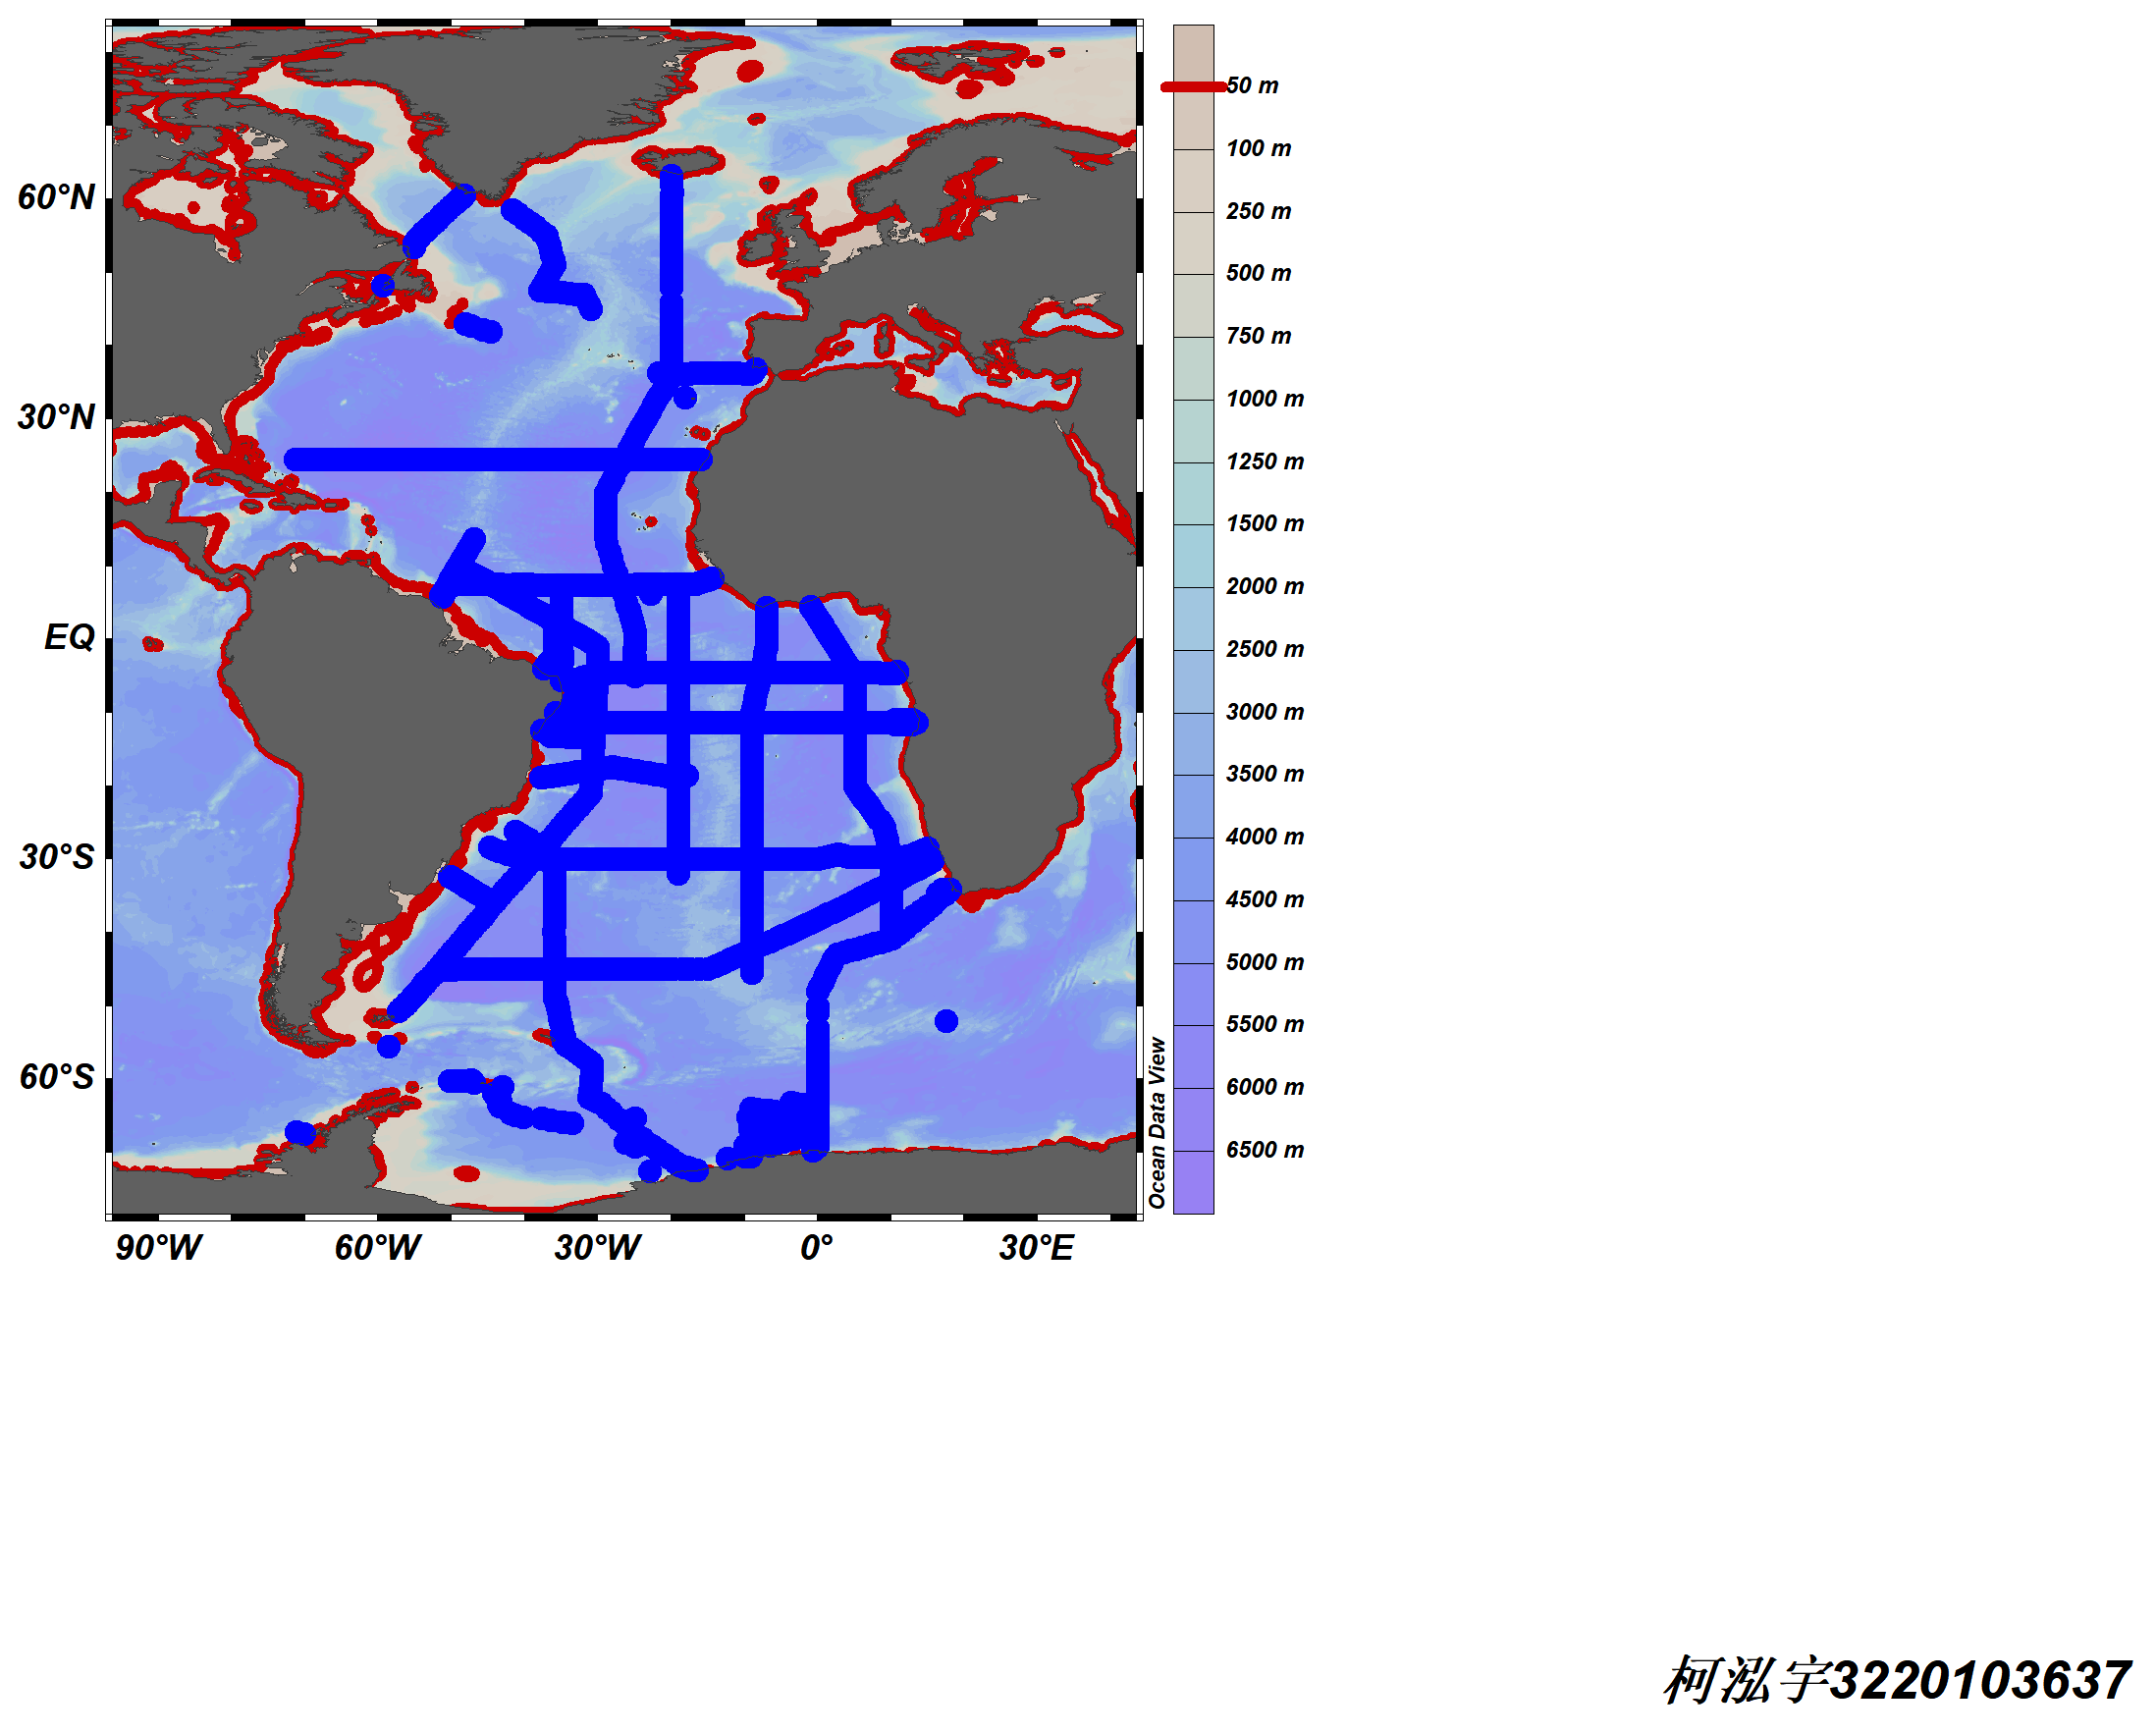 60°N
30°N
EQ
30°S
60°S
90°W 60°W 30°W 0° 30°E
50 m
100 m
250 m
500 m
750 m
1000 m
1250 m
1500 m
2000 m
2500 m
3000 m
3500 m
4000 m
4500 m
5000 m
5500 m
6000 m
6500 m
Ocean Data View
柯泓宇3220103637